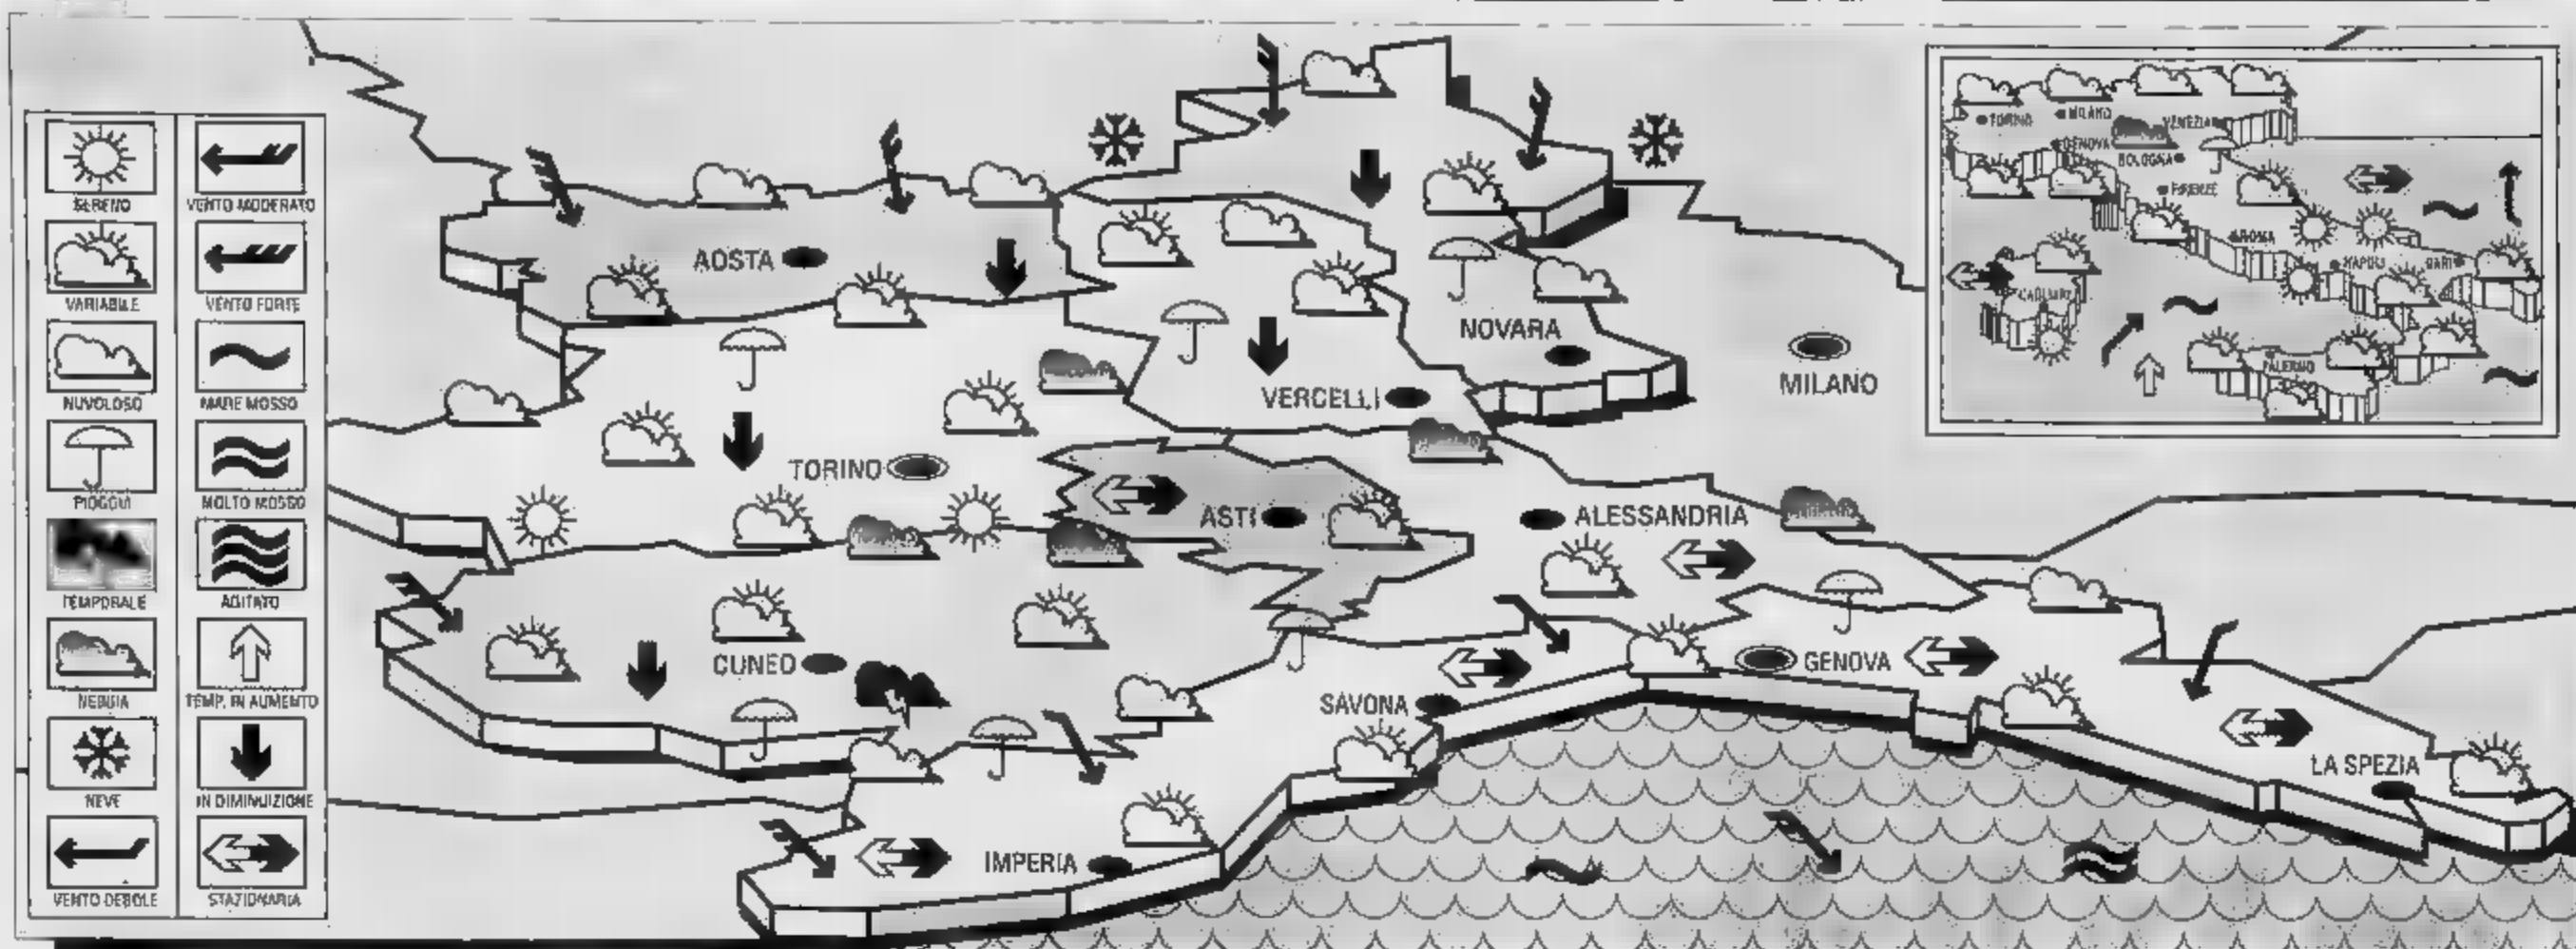 SERENO
VENTO MODERATO
VARIABILE
VENTO FORTE
NUVOLOSO
MARE MOSSO
PIOGGIA
MOLTO MOSSO
TEMPORALE
AGITATO
NEBBIA
TEMP. IN AUMENTO
NEVE
IN DIMINUIZIONE
VENTO DEBOLE
STAZIONARIA
AOSTA
NOVARA
MILANO
VERCELLI
TORINO
ASTI
ALESSANDRIA
CUNEO
GENOVA
SAVONA
LA SPEZIA
IMPERIA
TORINO
MILANO
VENEZIA
GENOVA
BOLOGNA
FIRENZE
ROMA
NAPOLI
BARI
CAGLIARI
PALERMO